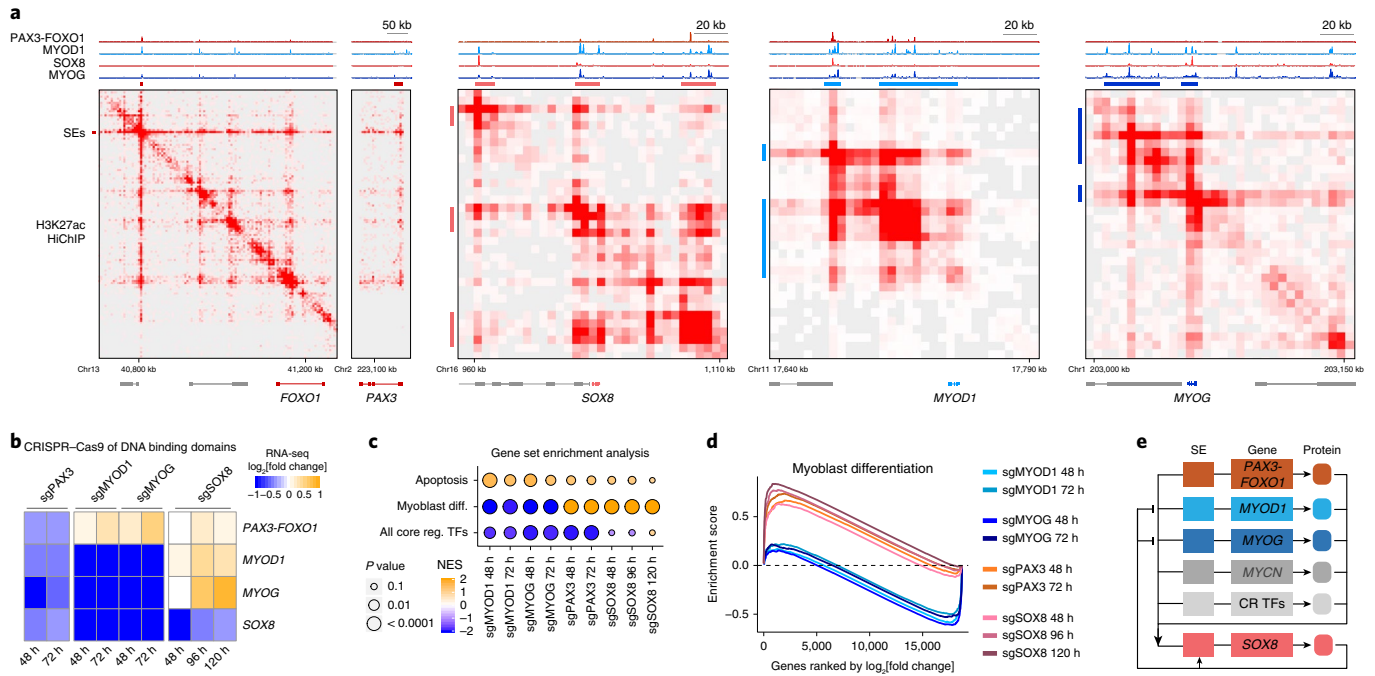 a
50 kb
20 kb
20 kb
20 kb
PAX3-FOXO1
MYOD1
SOX8
MYOG
SEs
H3K27ac
HiChIP
Chr13 40,800 kb 41,200 kb Chr2 223,100 kb
Chr16 960 kb 1,110 kb
Chr11 17,640 kb 17,790 kb
Chr1 203,000 kb 203,150 kb
FOXO1 PAX3 SOX8 MYOD1 MYOG
b
CRISPR–Cas9 of DNA binding domains
RNA-seq
log2[fold change]
–1 –0.5 0 0.5 1
sgPAX3 sgMYOD1 sgMYOG sgSOX8
PAX3-FOXO1
MYOD1
MYOG
SOX8
48 h 72 h 48 h 72 h 48 h 72 h 48 h 96 h 120 h
c
Gene set enrichment analysis
Apoptosis
Myoblast diff.
All core reg. TFs
P value
0.1
0.01
< 0.0001
NES
2
1
0
–1
–2
sgMYOD1 48 h
sgMYOD1 72 h
sgMYOG 48 h
sgMYOG 72 h
sgPAX3 48 h
sgPAX3 72 h
sgSOX8 48 h
sgSOX8 96 h
sgSOX8 120 h
d
Myoblast differentiation
Enrichment score
0.5
0.0
–0.5
0 5,000 10,000 15,000
Genes ranked by log2[fold change]
sgMYOD1 48 h
sgMYOD1 72 h
sgMYOG 48 h
sgMYOG 72 h
sgPAX3 48 h
sgPAX3 72 h
sgSOX8 48 h
sgSOX8 96 h
sgSOX8 120 h
e
SE Gene Protein
PAX3-
FOXO1
MYOD1
MYOG
MYCN
CR TFs
SOX8